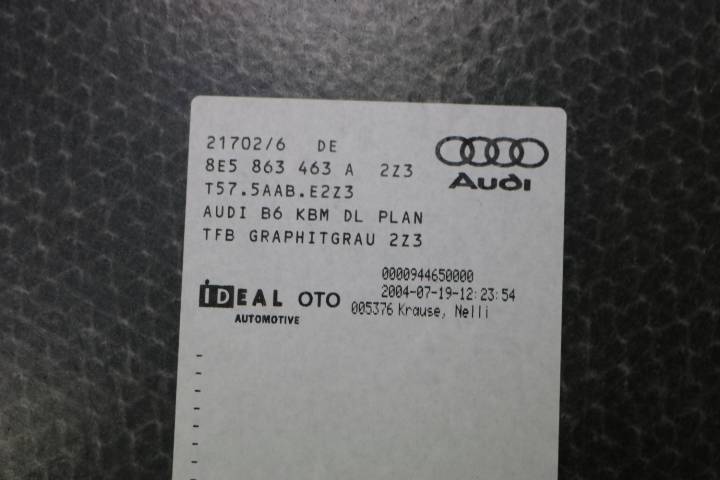 21702/6 DE
8E5 863 463 A 2Z3
T57.5AAB.E2Z3
AUDI B6 KBM DL PLAN
TFB GRAPHITGRAU 2Z3
Audi
0000944650000
2004-07-19-12:23:54
005376 Krause, Nelli
IDEAL OTO
AUTOMOTIVE